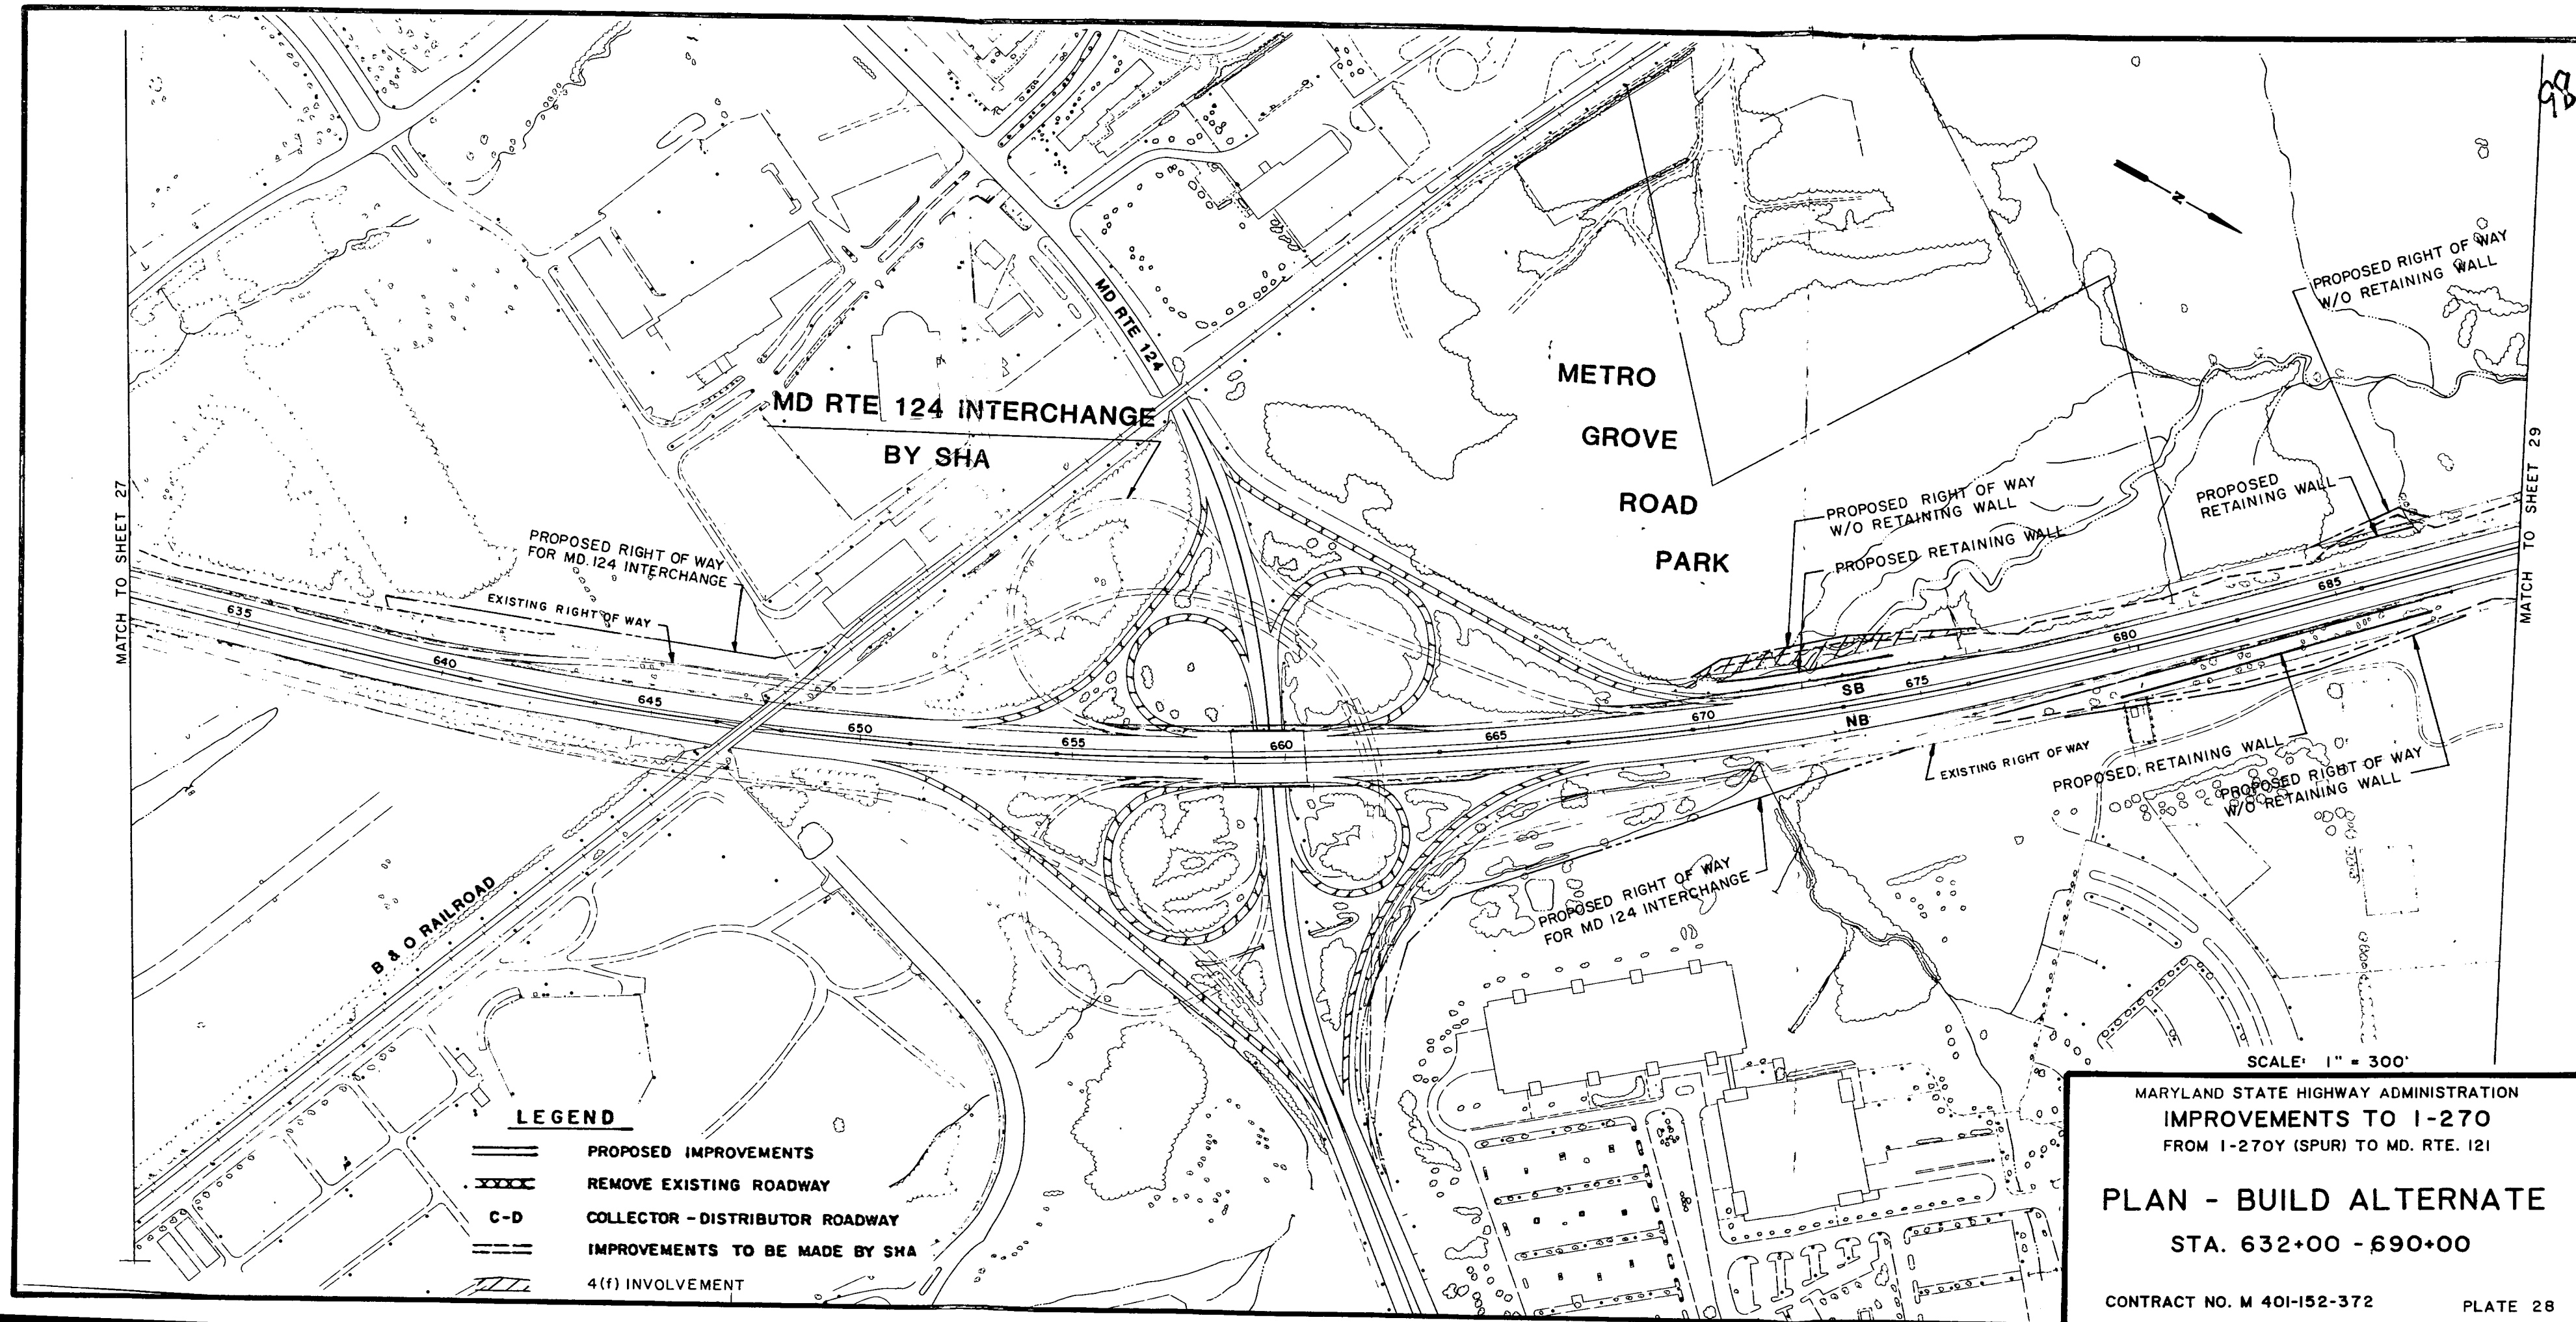 98
N
PROPOSED RIGHT OF WAY
W/O RETAINING WALL
MD RTE 124
MD RTE 124 INTERCHANGE
BY SHA
METRO
GROVE
ROAD
PARK
MATCH TO SHEET 27
MATCH TO SHEET 29
PROPOSED RIGHT OF WAY
FOR MD. 124 INTERCHANGE
EXISTING RIGHT OF WAY
PROPOSED RIGHT OF WAY
W/O RETAINING WALL
PROPOSED RETAINING WALL
PROPOSED
RETAINING WALL
635
640
645
650
655
660
665
670
675
680
685
SB
NB
EXISTING RIGHT OF WAY
PROPOSED RETAINING WALL
PROPOSED RIGHT OF WAY
W/O RETAINING WALL
PROPOSED RIGHT OF WAY
FOR MD 124 INTERCHANGE
B & O RAILROAD
LEGEND
PROPOSED IMPROVEMENTS
REMOVE EXISTING ROADWAY
C-D COLLECTOR - DISTRIBUTOR ROADWAY
IMPROVEMENTS TO BE MADE BY SHA
4(f) INVOLVEMENT
SCALE: 1" = 300'
MARYLAND STATE HIGHWAY ADMINISTRATION
IMPROVEMENTS TO I-270
FROM I-270Y (SPUR) TO MD. RTE. 121
PLAN - BUILD ALTERNATE
STA. 632+00 - 690+00
CONTRACT NO. M 401-152-372 PLATE 28